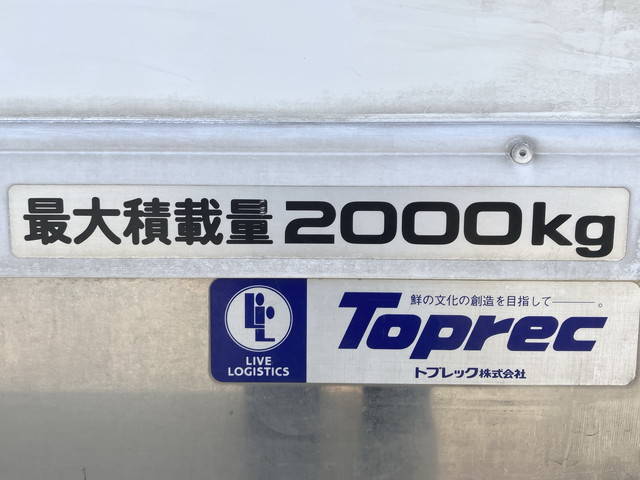 最大積載量 2000kg
鮮の文化の創造を目指して―――。
Toprec
LIVE
LOGISTICS
トプレック株式会社